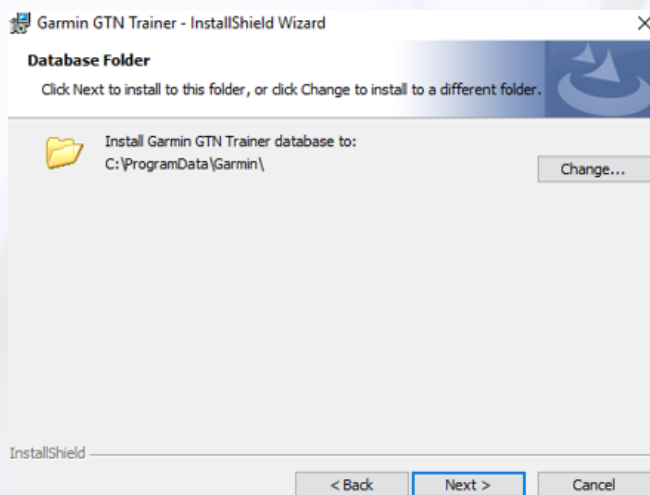 Garmin GTN Trainer - InstallShield Wizard
Database Folder
Click Next to install to this folder, or click Change to install to a different folder.
Install Garmin GTN Trainer database to:
C:\ProgramData\Garmin\
Change...
InstallShield
< Back
Next >
Cancel